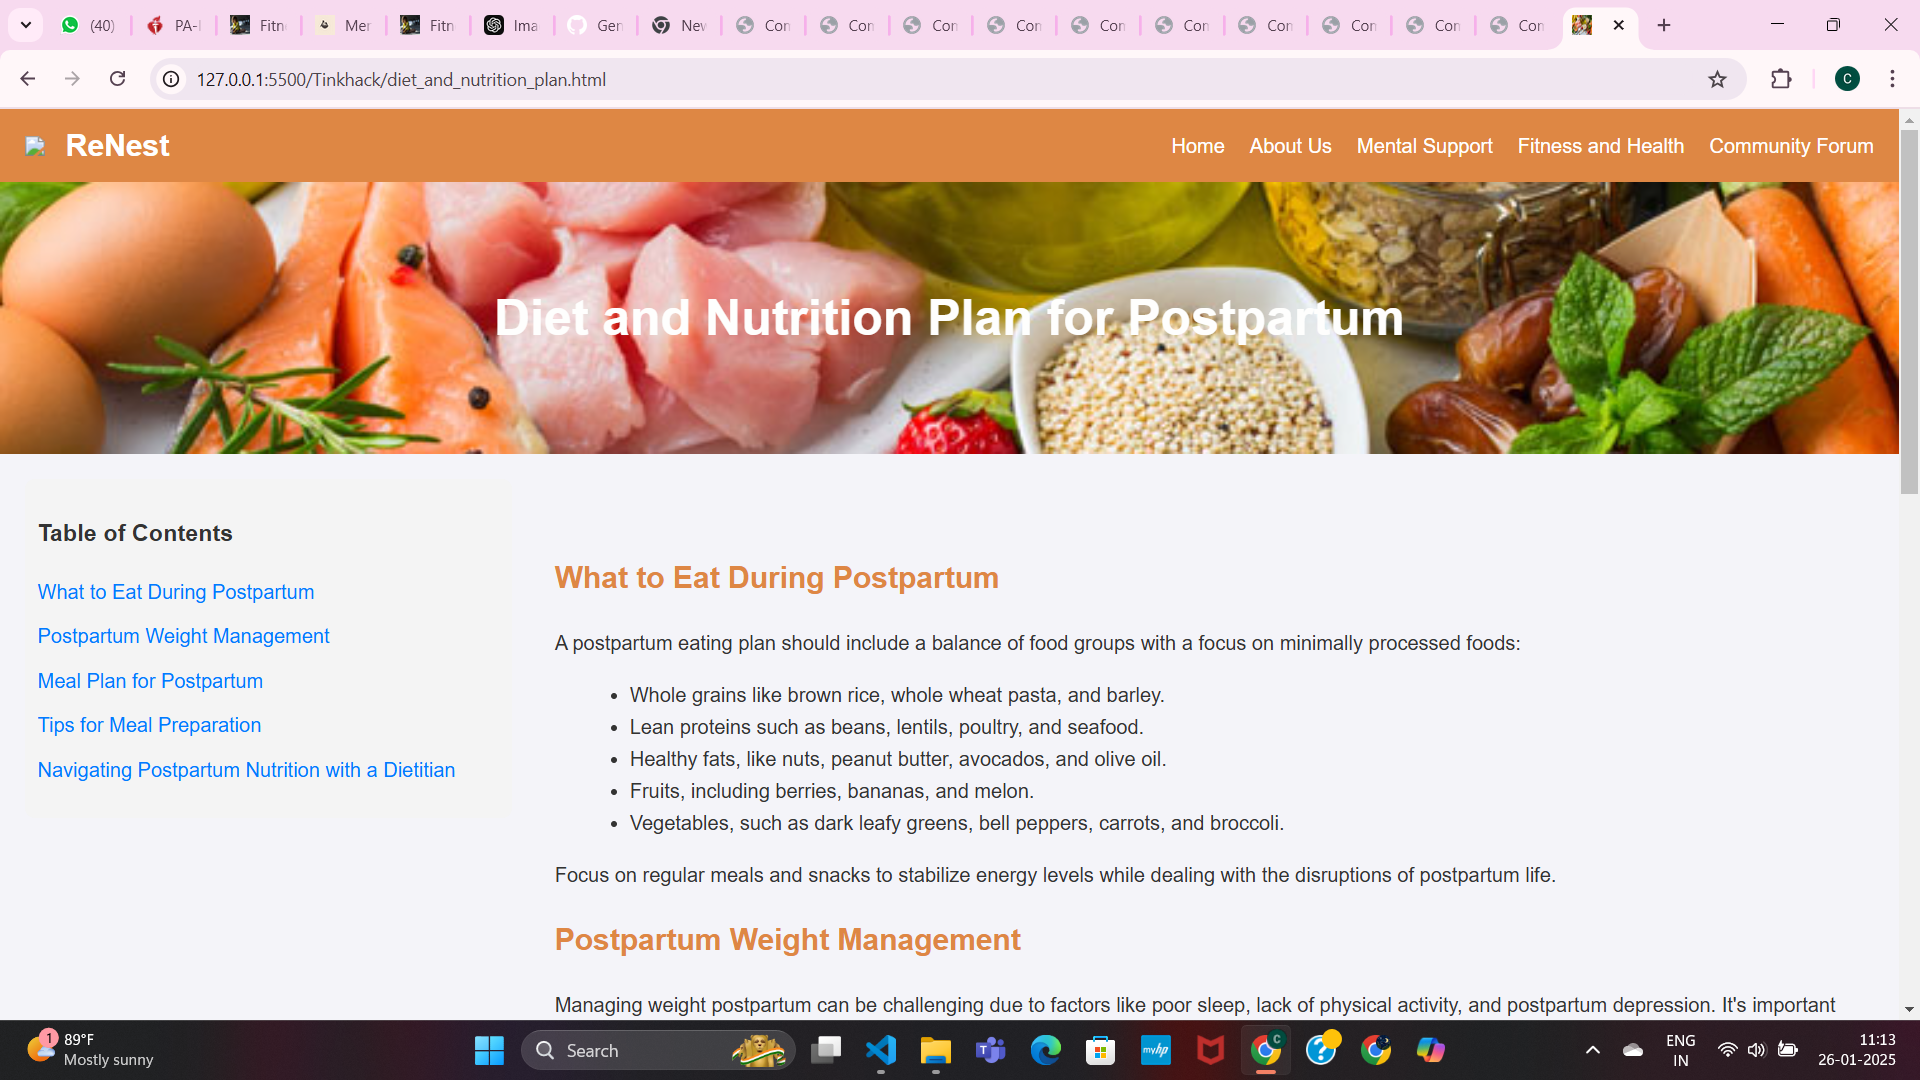 (40)
PA-I
Fitn
Mer
Fitn
Ima
Gen
Nev
Con
Con
Con
Con
Con
Con
Con
Con
Con
Con
127.0.0.1:5500/Tinkhack/diet_and_nutrition_plan.html
C
ReNest
Home
About Us
Mental Support
Fitness and Health
Community Forum
Diet and Nutrition Plan for Postpartum
Table of Contents
What to Eat During Postpartum
Postpartum Weight Management
Meal Plan for Postpartum
Tips for Meal Preparation
Navigating Postpartum Nutrition with a Dietitian
What to Eat During Postpartum
A postpartum eating plan should include a balance of food groups with a focus on minimally processed foods:
• Whole grains like brown rice, whole wheat pasta, and barley.
• Lean proteins such as beans, lentils, poultry, and seafood.
• Healthy fats, like nuts, peanut butter, avocados, and olive oil.
• Fruits, including berries, bananas, and melon.
• Vegetables, such as dark leafy greens, bell peppers, carrots, and broccoli.
Focus on regular meals and snacks to stabilize energy levels while dealing with the disruptions of postpartum life.
Postpartum Weight Management
Managing weight postpartum can be challenging due to factors like poor sleep, lack of physical activity, and postpartum depression. It's important
1
89°F
Mostly sunny
Search
T
myhp
C
?
ENG
IN
11:13
26-01-2025